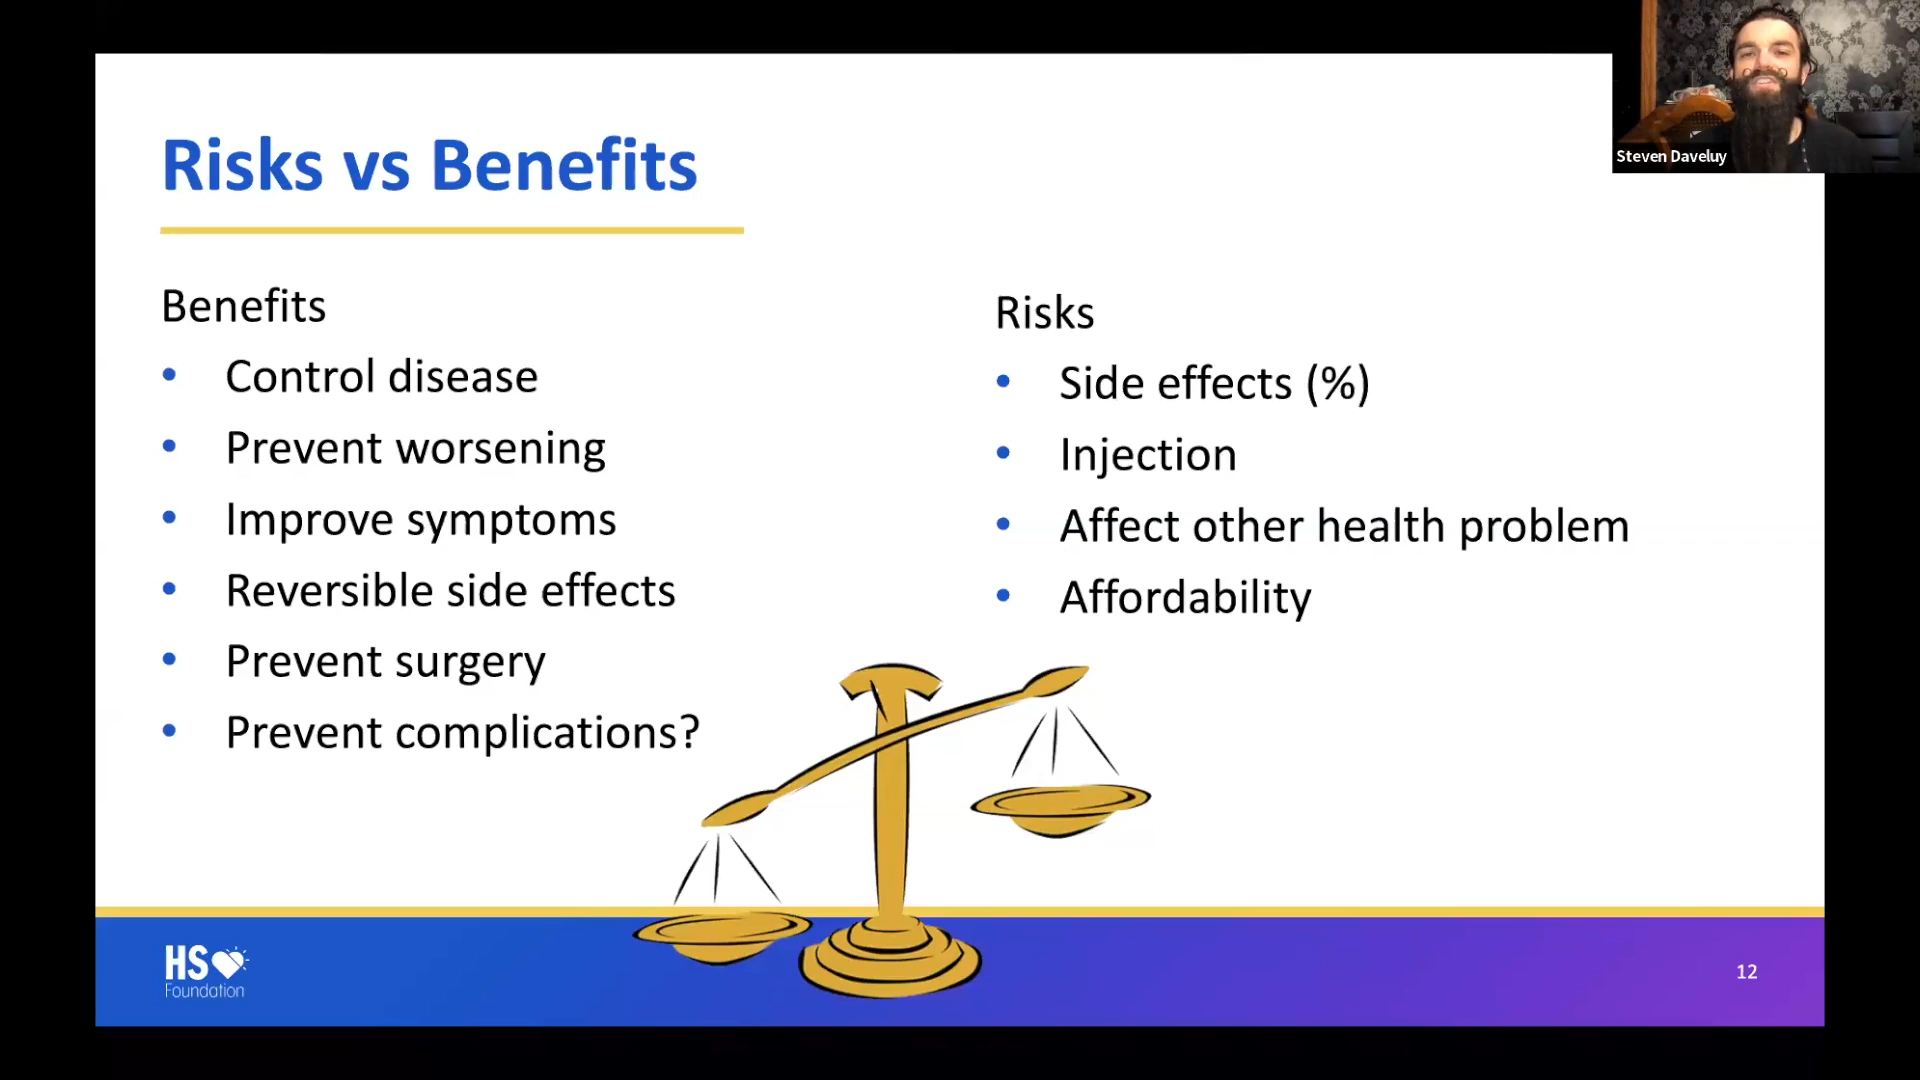 Steven Daveluy
Risks vs Benefits
Benefits
• Control disease
• Prevent worsening
• Improve symptoms
• Reversible side effects
• Prevent surgery
• Prevent complications?
Risks
• Side effects (%)
• Injection
• Affect other health problem
• Affordability
HS
Foundation
12